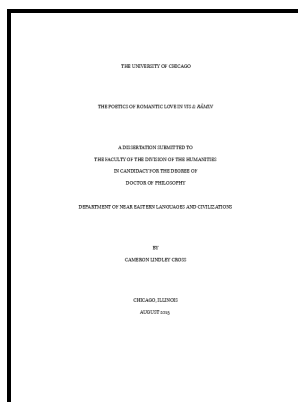 THE UNIVERSITY OF CHICAGO
THE POETICS OF ROMANTIC LOVE IN VIS & RÂMIN
A DISSERTATION SUBMITTED TO
THE FACULTY OF THE DIVISION OF THE HUMANITIES
IN CANDIDACY FOR THE DEGREE OF
DOCTOR OF PHILOSOPHY
DEPARTMENT OF NEAR EASTERN LANGUAGES AND CIVILIZATIONS
BY
CAMERON LINDLEY CROSS
CHICAGO, ILLINOIS
AUGUST 2015